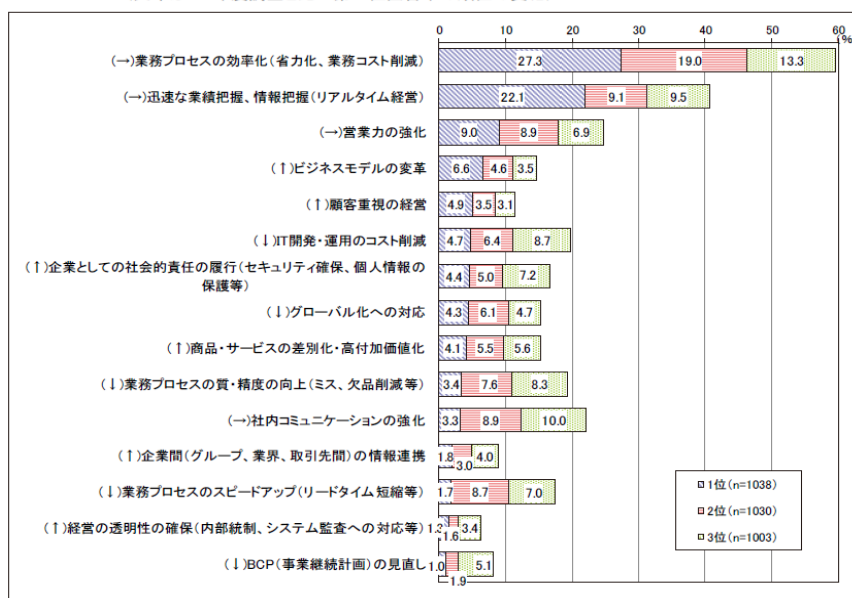 0 10 20 30 40 50 60
%
(→)業務プロセスの効率化(省力化、業務コスト削減) 27.3 19.0 13.3
(→)迅速な業績把握、情報把握(リアルタイム経営) 22.1 9.1 9.5
(→)営業力の強化 9.0 8.9 6.9
(↑)ビジネスモデルの変革 6.6 4.6 3.5
(↑)顧客重視の経営 4.9 3.5 3.1
(↓)IT開発・運用のコスト削減 4.7 6.4 8.7
(↑)企業としての社会的責任の履行(セキュリティ確保、個人情報の
保護等) 4.4 5.0 7.2
(↓)グローバル化への対応 4.3 6.1 4.7
(↑)商品・サービスの差別化・高付加価値化 4.1 5.5 5.6
(↓)業務プロセスの質・精度の向上(ミス、欠品削減等) 3.4 7.6 8.3
(→)社内コミュニケーションの強化 3.3 8.9 10.0
(↑)企業間(グループ、業界、取引先間)の情報連携 1.8 3.0 4.0
(↓)業務プロセスのスピードアップ(リードタイム短縮等) 1.7 8.7 7.0
(↑)経営の透明性の確保(内部統制、システム監査への対応等) 1.3 1.6 3.4
(↓)BCP(事業継続計画)の見直し 1.0 1.9 5.1
1位(n=1038)
2位(n=1030)
3位(n=1003)